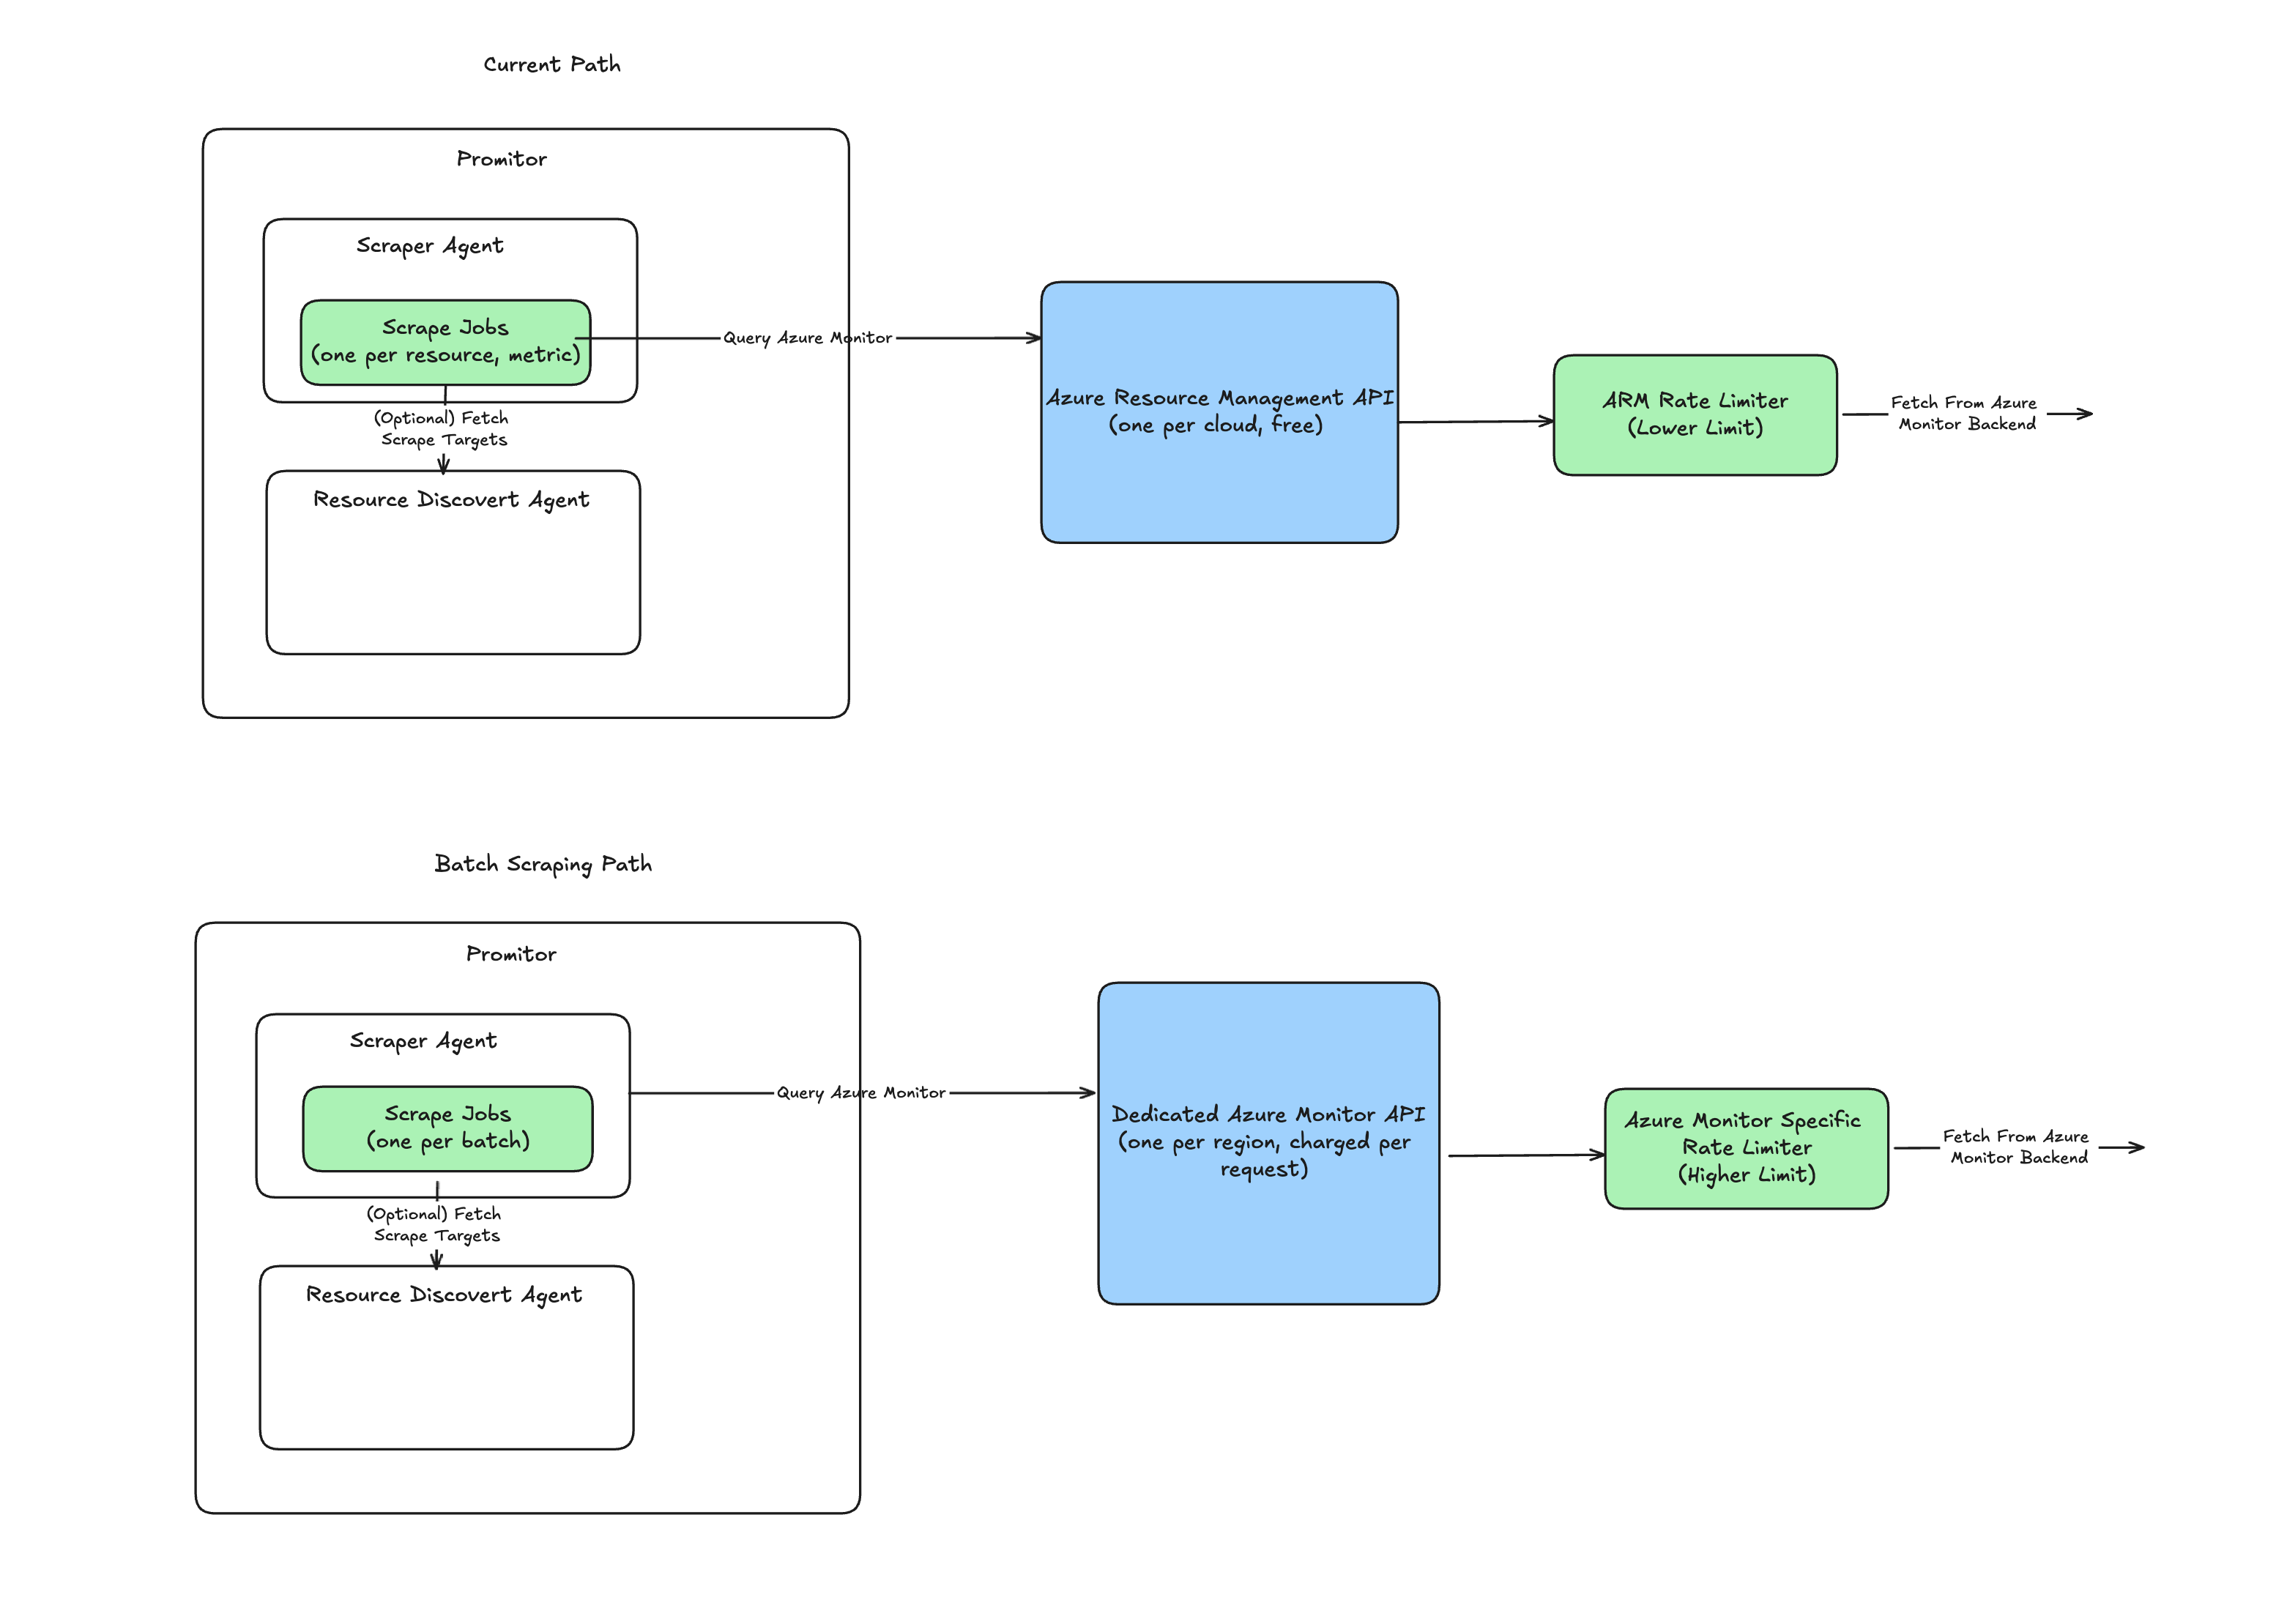 Current Path
Promitor
Scraper Agent
Scrape Jobs
(one per resource, metric)
Query Azure Monitor
(Optional) Fetch
Scrape Targets
Resource Discovert Agent
Azure Resource Management API
(one per cloud, free)
ARM Rate Limiter
(Lower Limit)
Fetch From Azure
Monitor Backend
Batch Scraping Path
Promitor
Scraper Agent
Scrape Jobs
(one per batch)
Query Azure Monitor
(Optional) Fetch
Scrape Targets
Resource Discovert Agent
Dedicated Azure Monitor API
(one per region, charged per
request)
Azure Monitor Specific
Rate Limiter
(Higher Limit)
Fetch From Azure
Monitor Backend